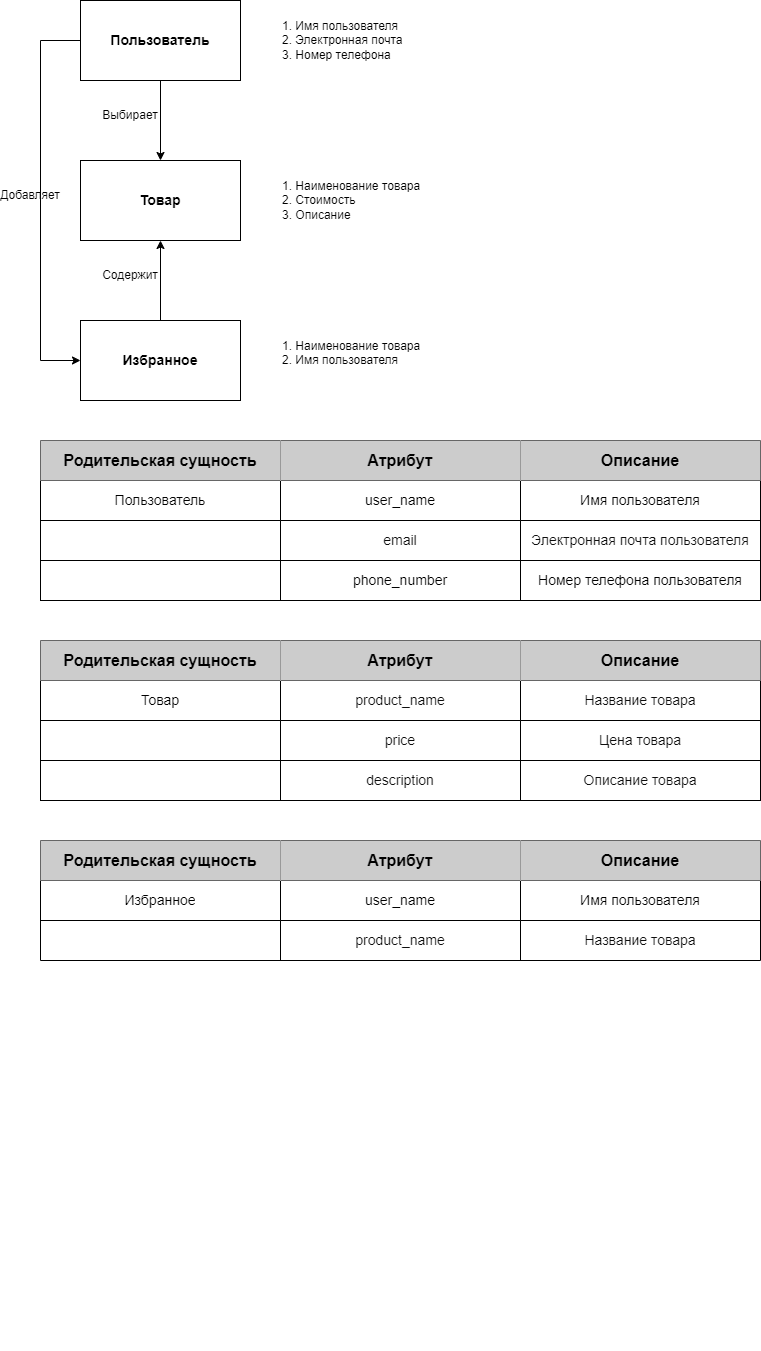 Пользователь
1. Имя пользователя
2. Электронная почта
3. Номер телефона
Выбирает
Добавляет
Товар
1. Наименование товара
2. Стоимость
3. Описание
Содержит
Избранное
1. Наименование товара
2. Имя пользователя
Родительская сущность Атрибут Описание
Пользователь user_name Имя пользователя
email Электронная почта пользователя
phone_number Номер телефона пользователя
Родительская сущность Атрибут Описание
Товар product_name Название товара
price Цена товара
description Описание товара
Родительская сущность Атрибут Описание
Избранное user_name Имя пользователя
product_name Название товара